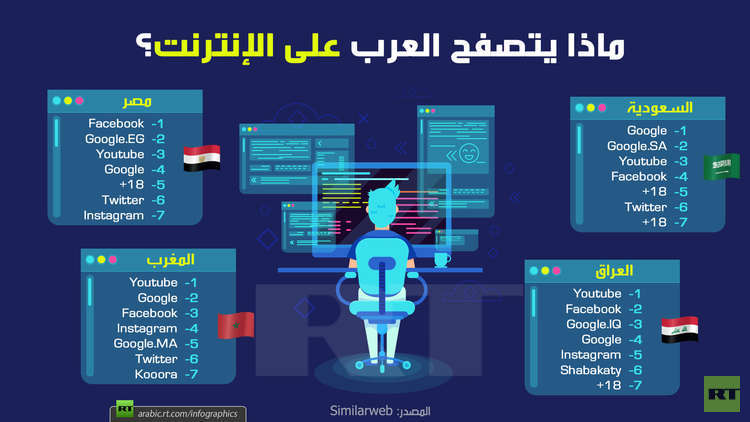 ماذا يتصفح العرب على الإنترنت؟
السعودية
Google -1
Google.SA -2
Youtube -3
Facebook -4
+18 -5
Twitter -6
+18 -7
مصر
Facebook -1
Google.EG -2
Youtube -3
Google -4
+18 -5
Twitter -6
Instagram -7
العراق
Youtube -1
Facebook -2
Google.IG -3
Google -4
Instagram -5
Shabakaty -6
+18 -7
المغرب
Youtube -1
Google -2
Facebook -3
Instagram -4
Google.MA -5
Twitter -6
Kooora -7
RT
المصدر: Similarweb
RT arabic.rt.com/infographics
RT